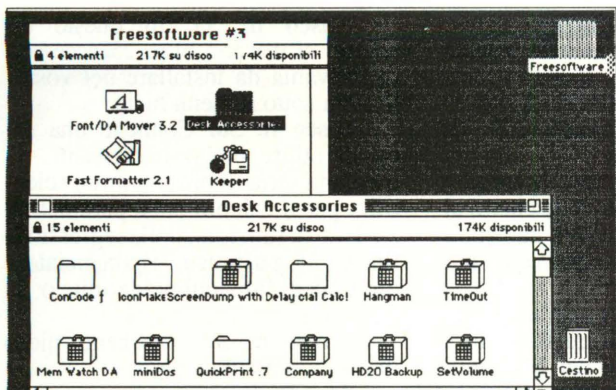 Freesoftware #3
4 elementi 217K su disco 174K disponibili
Freesoftware
Font/DA Mover 3.2 Desk Accessories
Fast Formatter 2.1 Keeper
Desk Accessories
15 elementi 217K su disco 174K disponibili
ConCode ƒ IconMake ScreenDump with Delay cial Calc! Hangman TimeOut
Mem Watch DA miniDos QuickPrint .7 Company HD20 Backup SetVolume
Cestino